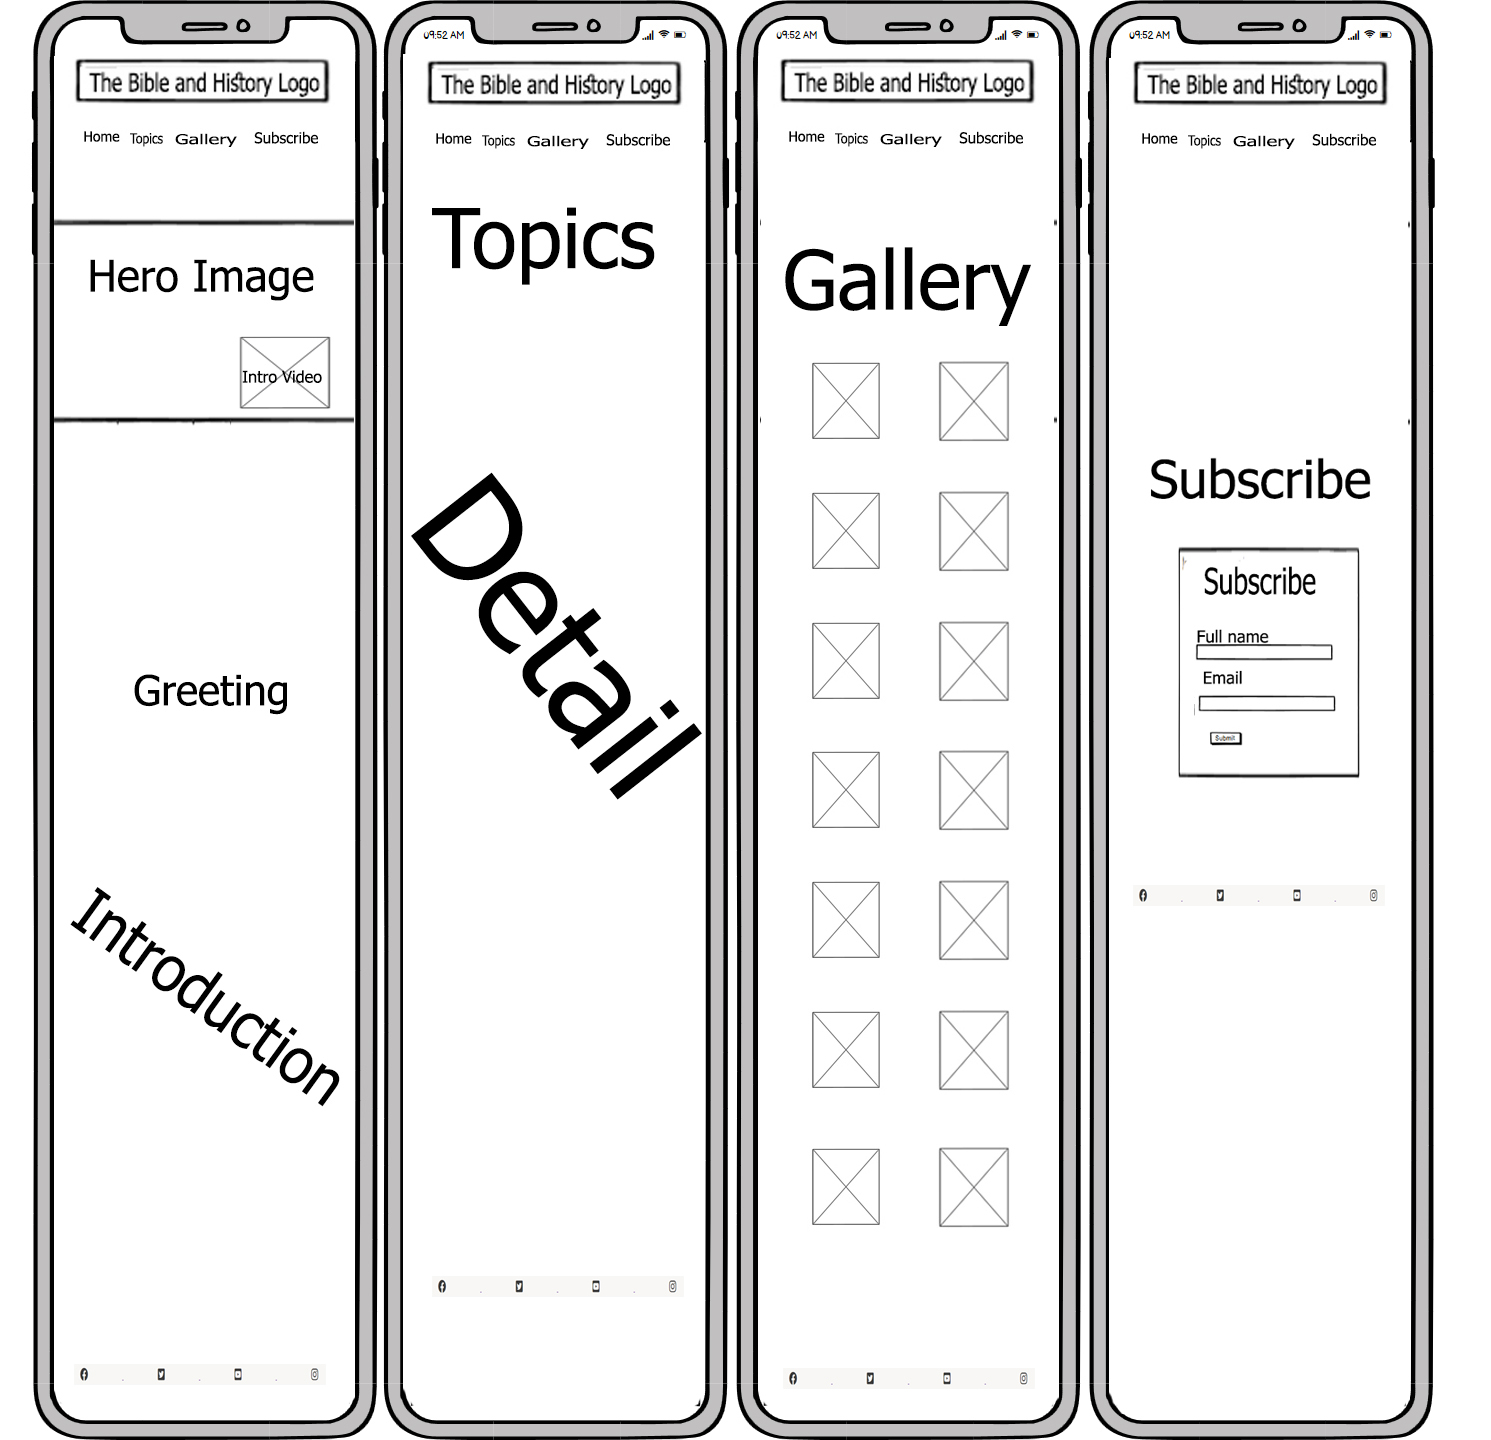 The Bible and History Logo
Home Topics Gallery Subscribe
Hero Image
Intro Video
Greeting
Introduction
09:52 AM
The Bible and History Logo
Home Topics Gallery Subscribe
Topics
Detail
09:52 AM
The Bible and History Logo
Home Topics Gallery Subscribe
Gallery
09:52 AM
The Bible and History Logo
Home Topics Gallery Subscribe
Subscribe
Subscribe
Full name
Email
Submit